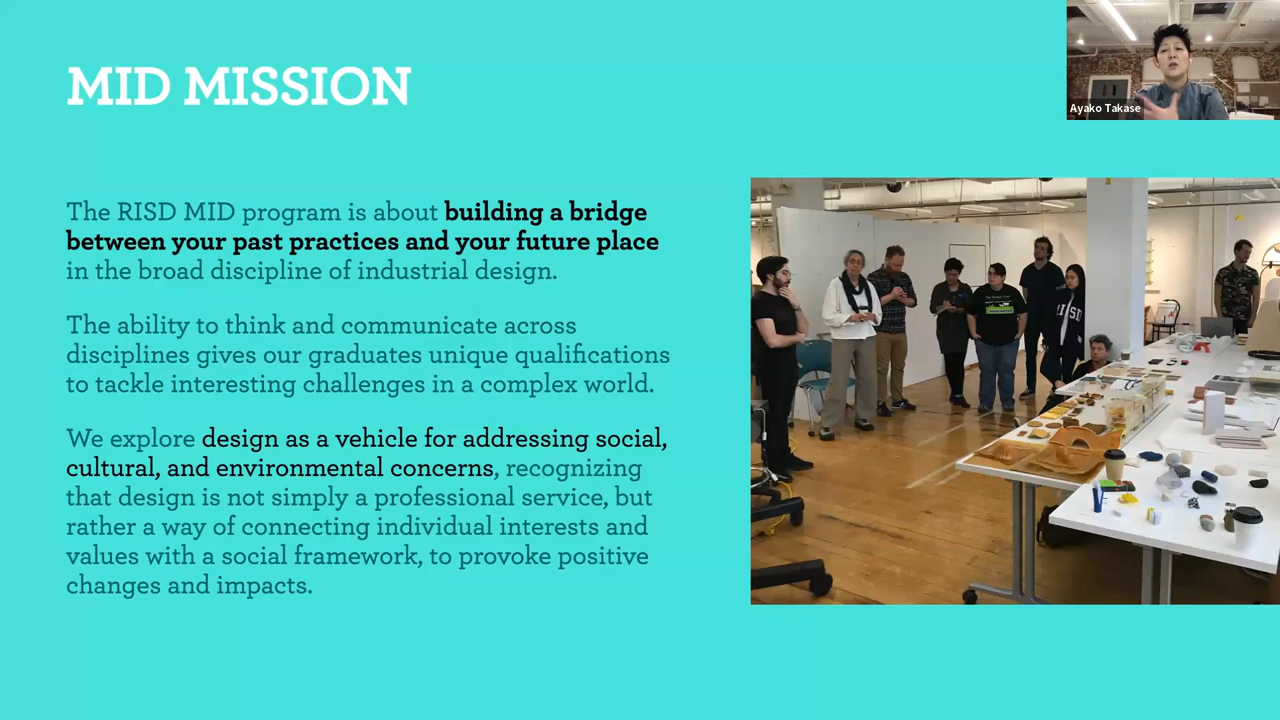 MID MISSION
Ayako Takase
The RISD MID program is about building a bridge
between your past practices and your future place
in the broad discipline of industrial design.
The ability to think and communicate across
disciplines gives our graduates unique qualifications
to tackle interesting challenges in a complex world.
We explore design as a vehicle for addressing social,
cultural, and environmental concerns, recognizing
that design is not simply a professional service, but
rather a way of connecting individual interests and
values with a social framework, to provoke positive
changes and impacts.